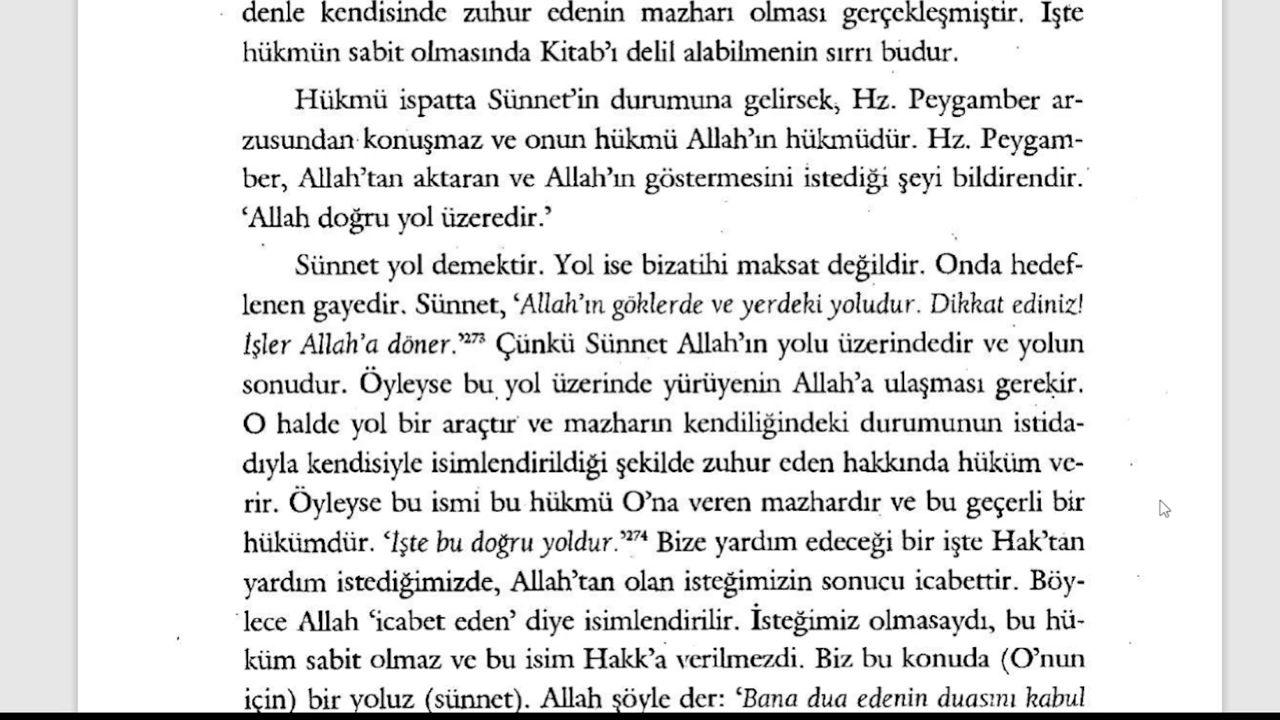 denle kendisinde zuhur edenin mazharı olması gerçekleşmiştir. İşte
hükmün sabit olmasında Kitab’ı delil alabilmenin sırrı budur.
Hükmü ispatta Sünnet’in durumuna gelirsek, Hz. Peygamber ar-
zusundan konuşmaz ve onun hükmü Allah’ın hükmüdür. Hz. Peygam-
ber, Allah’tan aktaran ve Allah’ın göstermesini istediği şeyi bildirendir.
‘Allah doğru yol üzeredir.’
Sünnet yol demektir. Yol ise bizatihi maksat değildir. Onda hedef-
lenen gayedir. Sünnet, ‘Allah’ın göklerde ve yerdeki yoludur. Dikkat ediniz!
İşler Allah’a döner.’²⁷³ Çünkü Sünnet Allah’ın yolu üzerindedir ve yolun
sonudur. Öyleyse bu yol üzerinde yürüyenin Allah’a ulaşması gerekir.
O halde yol bir araçtır ve mazharın kendiliğindeki durumunun istida-
dıyla kendisiyle isimlendirildiği şekilde zuhur eden hakkında hüküm ve-
rir. Öyleyse bu ismi bu hükmü O’na veren mazhardır ve bu geçerli bir
hükümdür. ‘İşte bu doğru yoldur.’²⁷⁴ Bize yardım edeceği bir işte Hak’tan
yardım istediğimizde, Allah’tan olan isteğimizin sonucu icabettir. Böy-
lece Allah ‘icabet eden’ diye isimlendirilir. İsteğimiz olmasaydı, bu hü-
küm sabit olmaz ve bu isim Hakk’a verilmezdi. Biz bu konuda (O’nun
için) bir yoluz (sünnet). Allah şöyle der: ‘Bana dua edenin duasını kabul